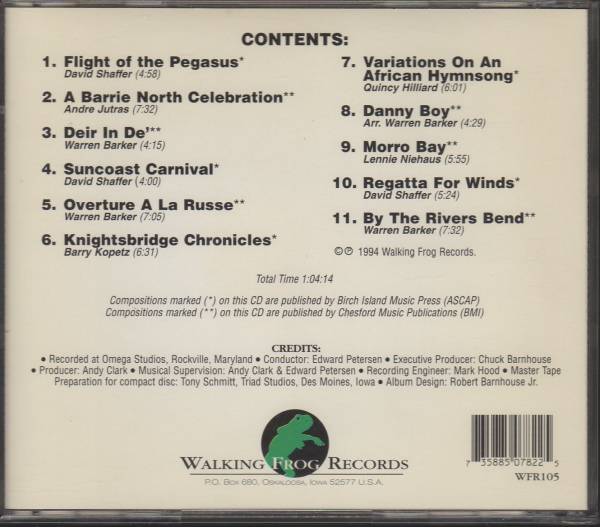 CONTENTS:
1. Flight of the Pegasus*
David Shaffer (4:58)
2. A Barrie North Celebration**
Andre Jutras (7:32)
3. Deir In De'**
Warren Barker (4:15)
4. Suncoast Carnival*
David Shaffer (4:00)
5. Overture A La Russe**
Warren Barker (7:05)
6. Knightsbridge Chronicles*
Barry Kopetz (6:31)
7. Variations On An
African Hymnsong*
Quincy Hilliard (6:01)
8. Danny Boy**
Arr. Warren Barker (4:29)
9. Morro Bay**
Lennie Niehaus (5:55)
10. Regatta For Winds*
David Shaffer (5:24)
11. By The Rivers Bend**
Warren Barker (7:32)
©℗ 1994 Walking Frog Records.
Total Time 1:04:14
Compositions marked (*) on this CD are published by Birch Island Music Press (ASCAP)
Compositions marked (**) on this CD are published by Chesford Music Publications (BMI)
CREDITS:
• Recorded at Omega Studios, Rockville, Maryland • Conductor: Edward Petersen • Executive Producer: Chuck Barnhouse
• Producer: Andy Clark • Musical Supervision: Andy Clark & Edward Petersen • Recording Engineer: Mark Hood • Master Tape
Preparation for compact disc: Tony Schmitt, Triad Studios, Des Moines, Iowa • Album Design: Robert Barnhouse Jr.
WALKING FROG RECORDS
P.O. BOX 680, OSKALOOSA, IOWA 52577 U.S.A.
7 35885 07822 5
WFR105